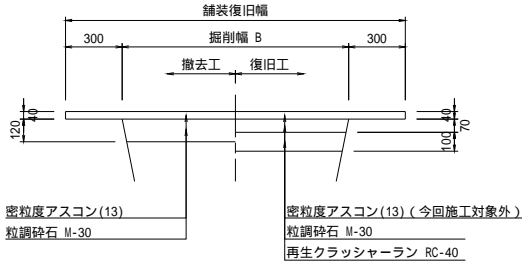 舗装復旧幅
300 掘削幅 B 300
撤去工 復旧工
40
120
40
70
100
密粒度アスコン(13)
粒調砕石 M-30
密粒度アスコン(13)(今回施工対象外)
粒調砕石 M-30
再生クラッシャーラン RC-40